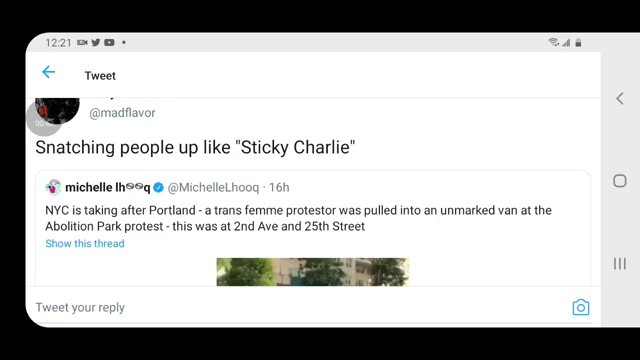 12:21
Tweet
@madflavor
Snatching people up like "Sticky Charlie"
michelle lh🝌🝌q @MichelleLhooq · 16h
NYC is taking after Portland - a trans femme protestor was pulled into an unmarked van at the
Abolition Park protest - this was at 2nd Ave and 25th Street
Show this thread
Tweet your reply